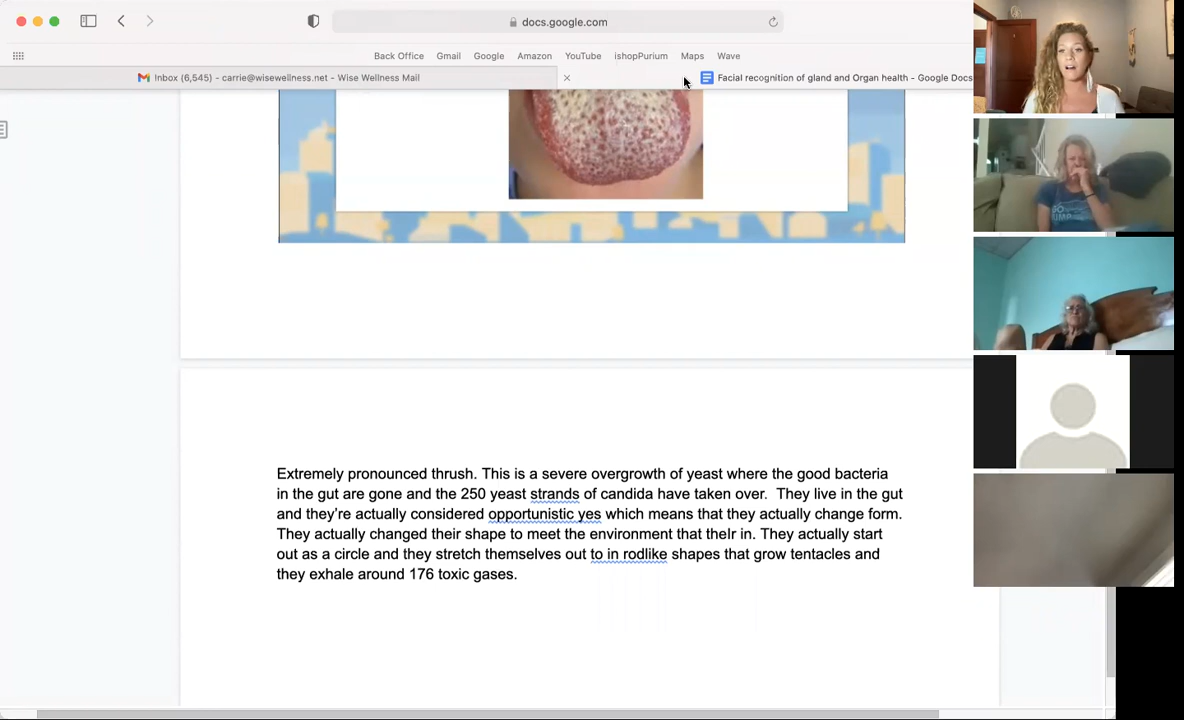 docs.google.com
Back Office Gmail Google Amazon YouTube ishopPurium Maps Wave
Inbox (6,545) - carrie@wisewellness.net - Wise Wellness Mail
Facial recognition of gland and Organ health - Google Docs
Extremely pronounced thrush. This is a severe overgrowth of yeast where the good bacteria
in the gut are gone and the 250 yeast strands of candida have taken over. They live in the gut
and they're actually considered opportunistic yes which means that they actually change form.
They actually changed their shape to meet the environment that theIr in. They actually start
out as a circle and they stretch themselves out to in rodlike shapes that grow tentacles and
they exhale around 176 toxic gases.